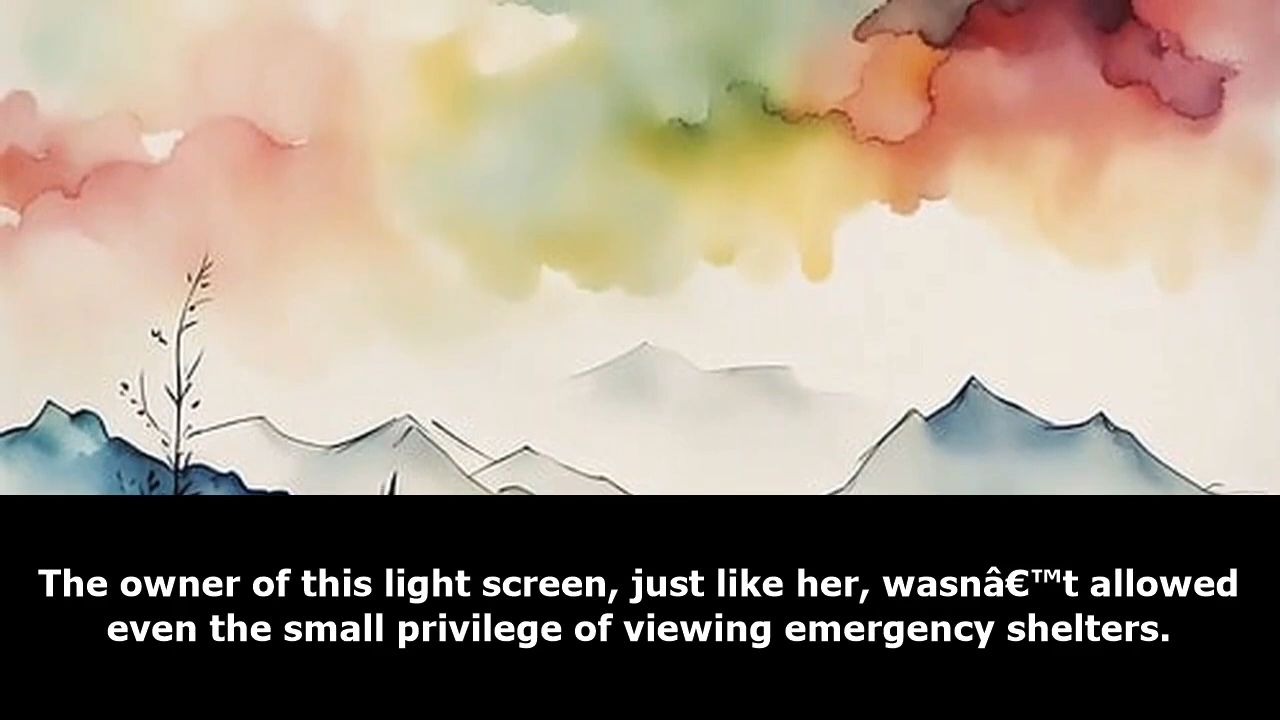 The owner of this light screen, just like her, wasnâ€™t allowed
even the small privilege of viewing emergency shelters.